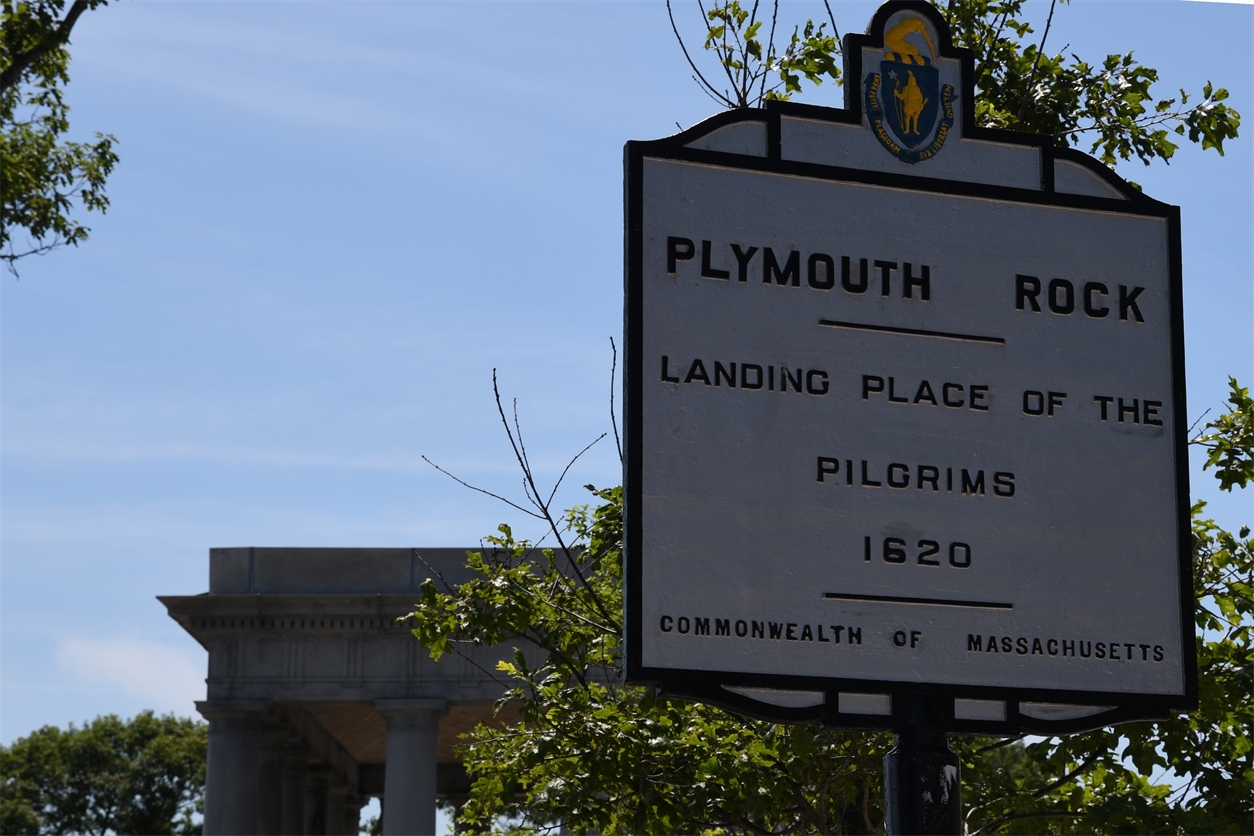 PLYMOUTH ROCK
LANDING PLACE OF THE
PILGRIMS
1620
COMMONWEALTH OF MASSACHUSETTS